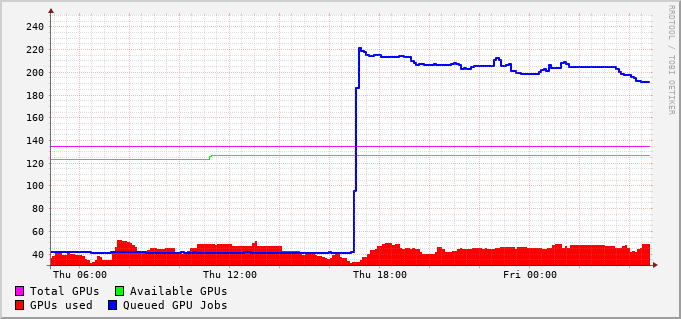 240
220
200
180
160
140
120
100
80
60
40
Thu 06:00 Thu 12:00 Thu 18:00 Fri 00:00
Total GPUs Available GPUs
GPUs used Queued GPU Jobs
RRDTOOL / TOBI OETIKER